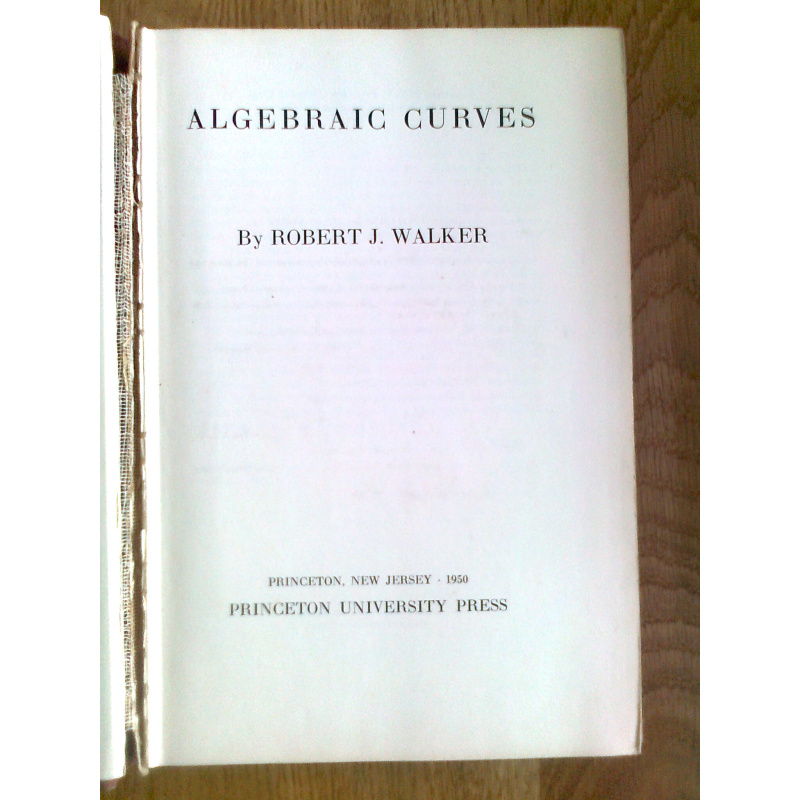 ALGEBRAIC CURVES
By ROBERT J. WALKER
PRINCETON, NEW JERSEY · 1950
PRINCETON UNIVERSITY PRESS